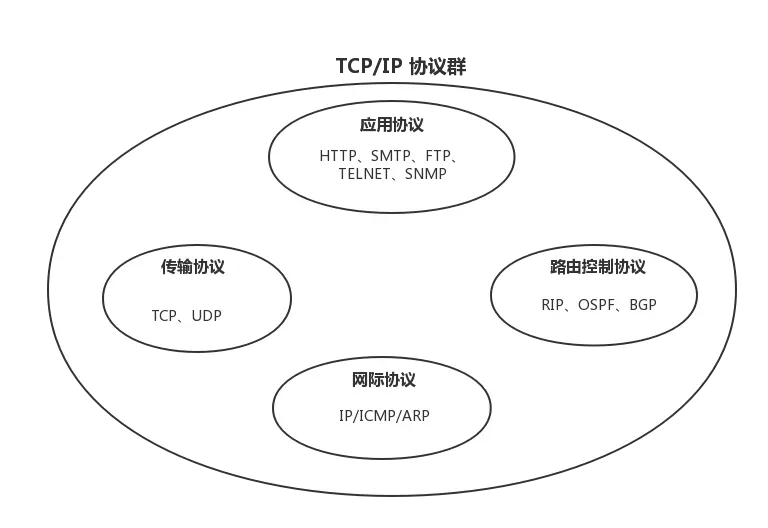 TCP/IP 协议群
应用协议
HTTP、SMTP、FTP、
TELNET、SNMP
传输协议
TCP、UDP
路由控制协议
RIP、OSPF、BGP
网际协议
IP/ICMP/ARP